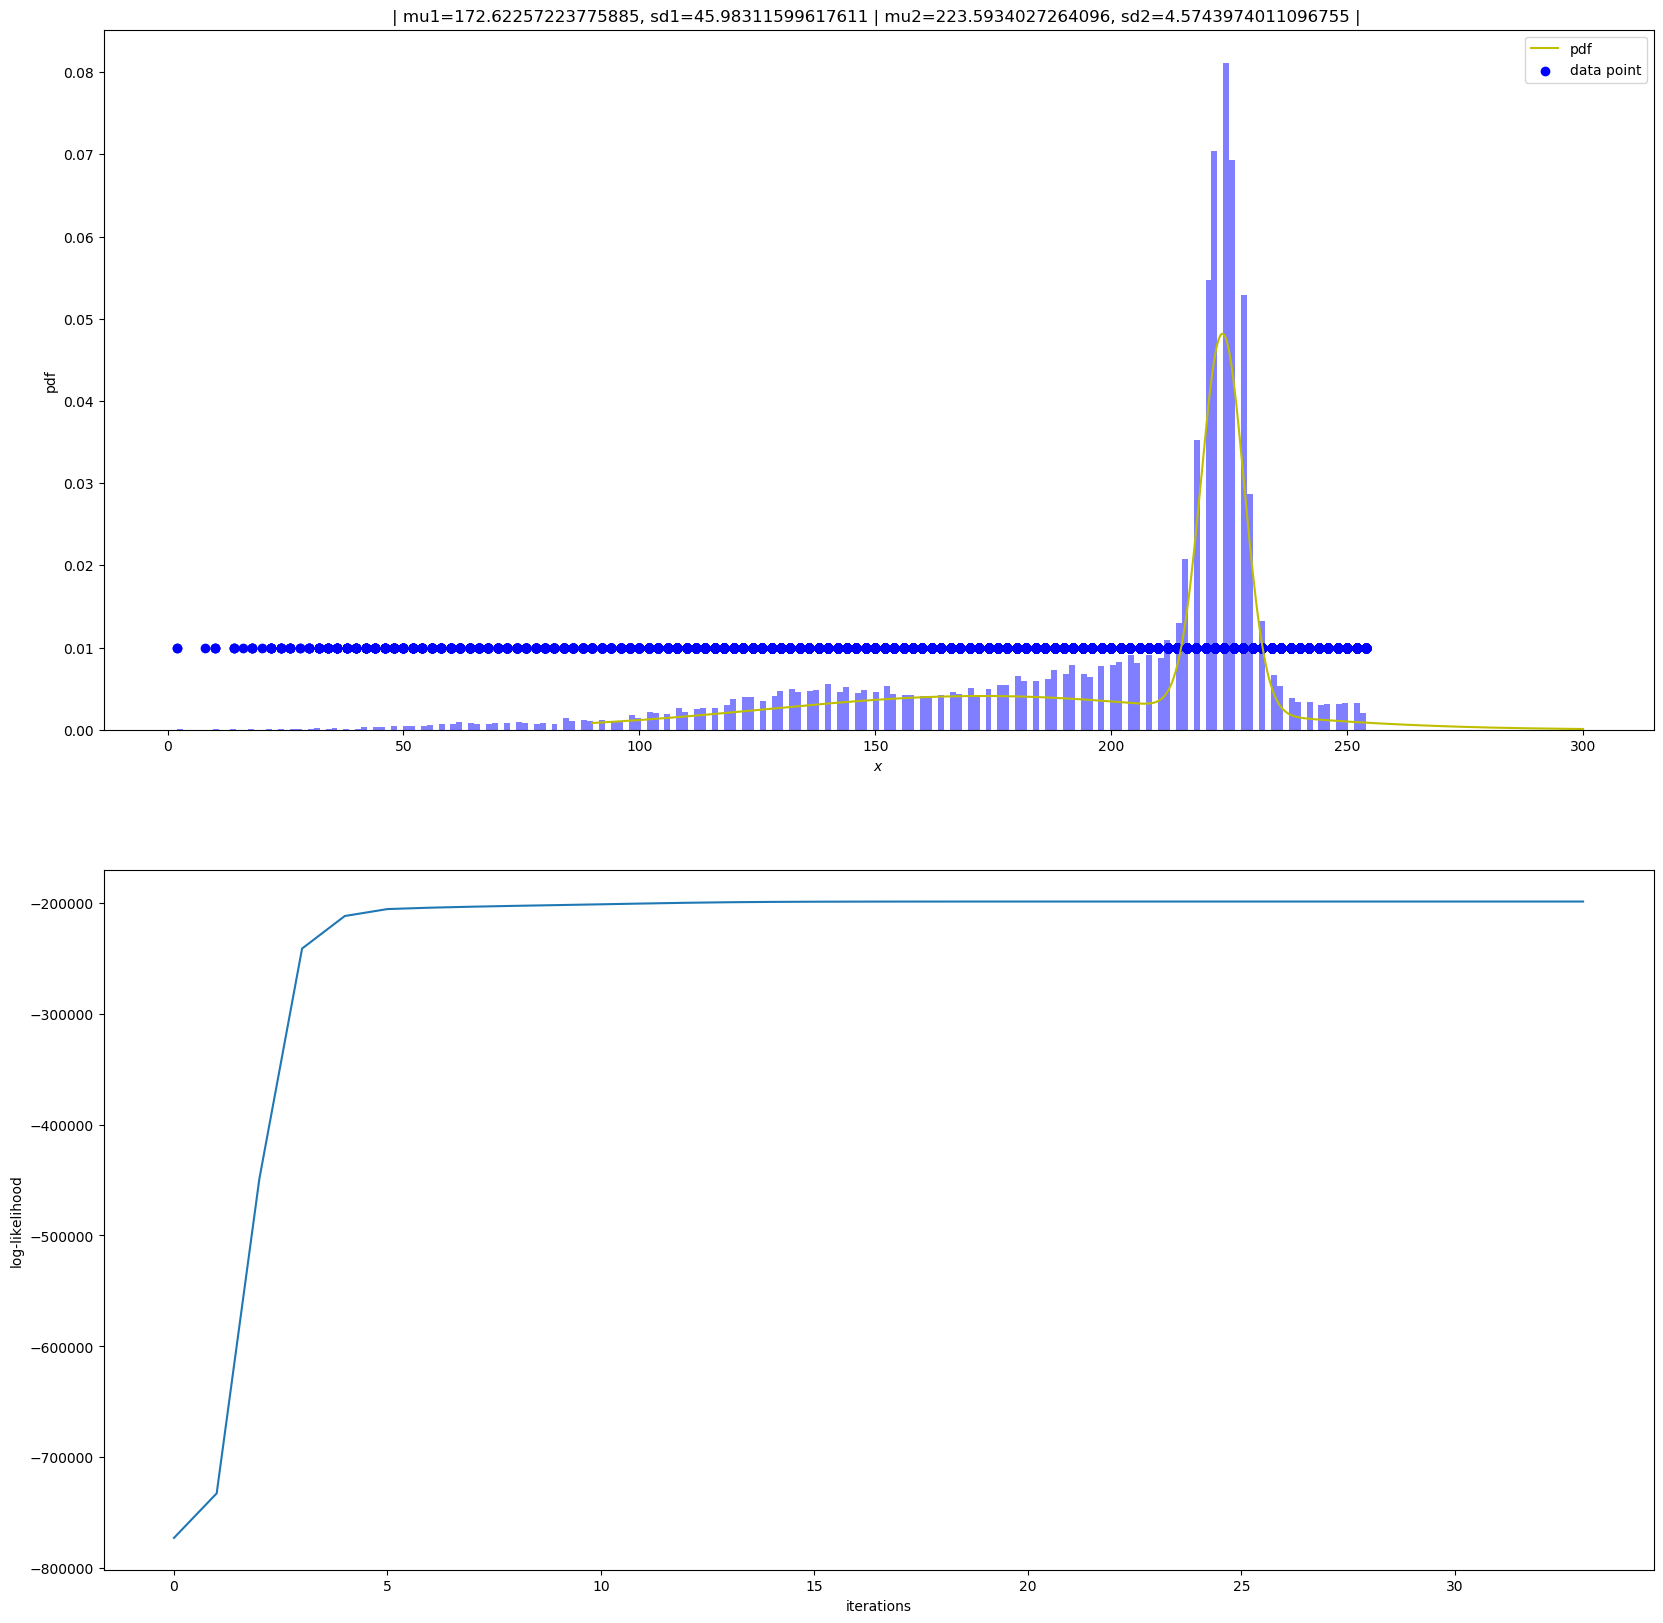 | mu1=172.62257223775885, sd1=45.98311599617611 | mu2=223.5934027264096, sd2=4.5743974011096755 |
pdf
data point
0.08
0.07
0.06
0.05
0.04
0.03
0.02
0.01
0.00
pdf
0 50 100 150 200 250 300
x
−200000
−300000
−400000
−500000
−600000
−700000
−800000
log-likelihood
0 5 10 15 20 25 30
iterations